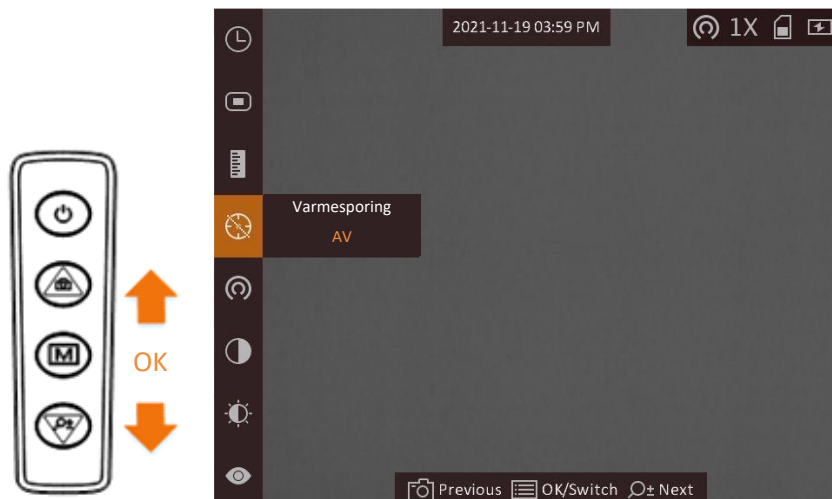 2021-11-19 03:59 PM
1X
Varmesporing
AV
M
OK
Previous OK/Switch Next